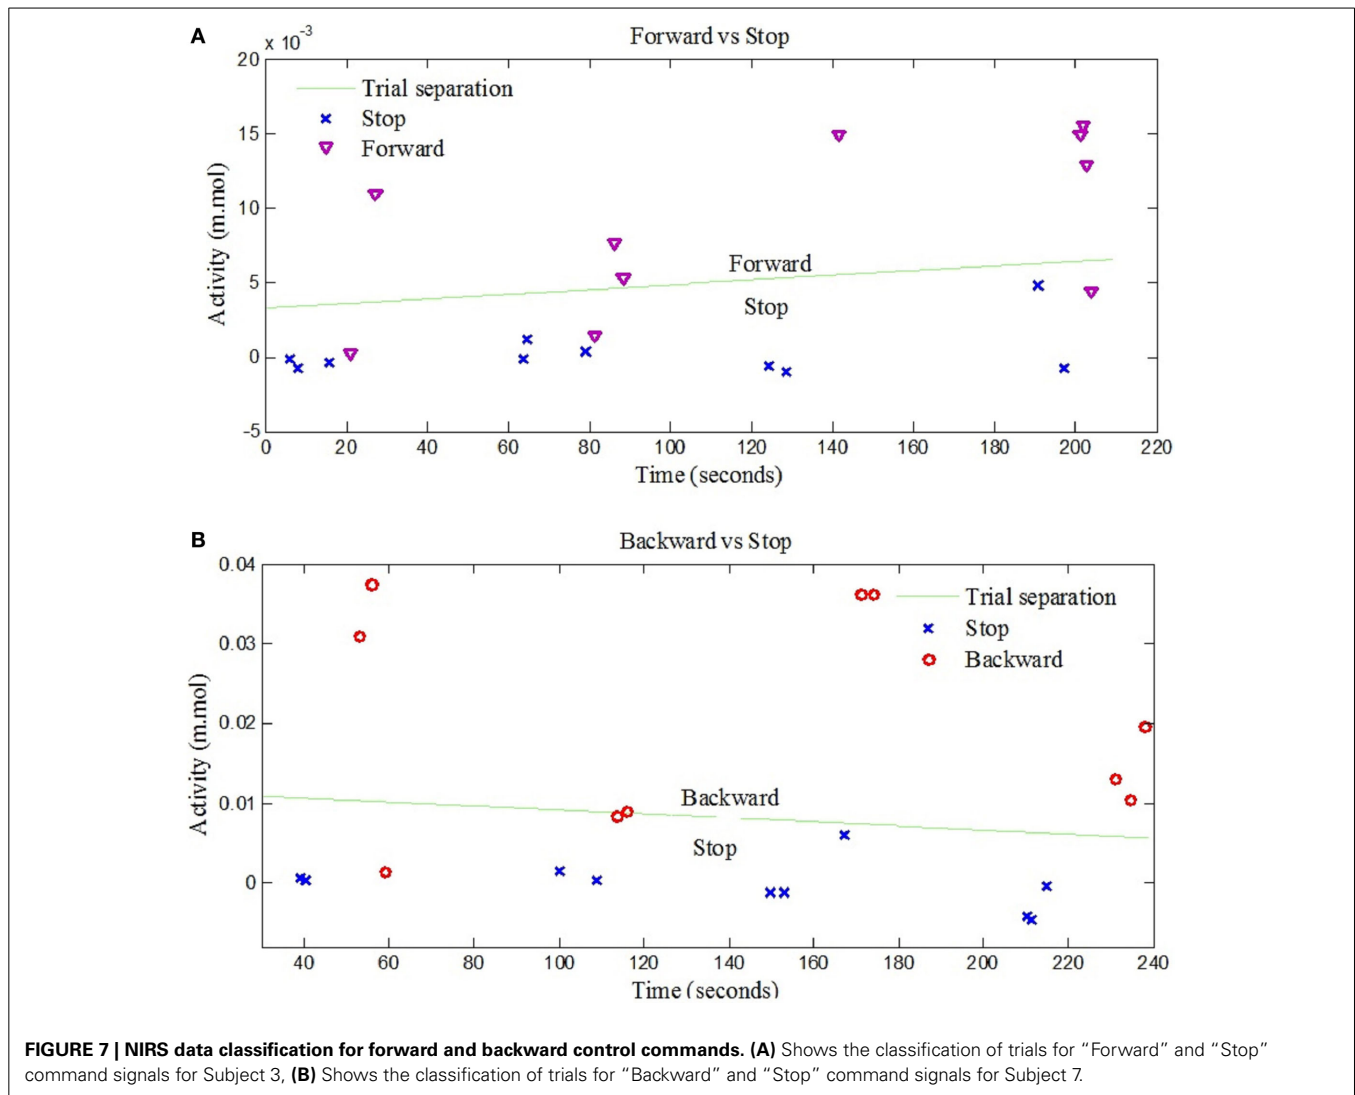 A
x 10-3
Forward vs Stop
20
15
10
5
0
-5
Activity (m.mol)
Trial separation
Stop
Forward
Forward
Stop
0 20 40 60 80 100 120 140 160 180 200 220
Time (seconds)
B
Backward vs Stop
0.04
0.03
0.02
0.01
0
Activity (m.mol)
Trial separation
Stop
Backward
Backward
Stop
40 60 80 100 120 140 160 180 200 220 240
Time (seconds)
FIGURE 7 | NIRS data classification for forward and backward control commands. (A) Shows the classification of trials for “Forward” and “Stop”
command signals for Subject 3, (B) Shows the classification of trials for “Backward” and “Stop” command signals for Subject 7.